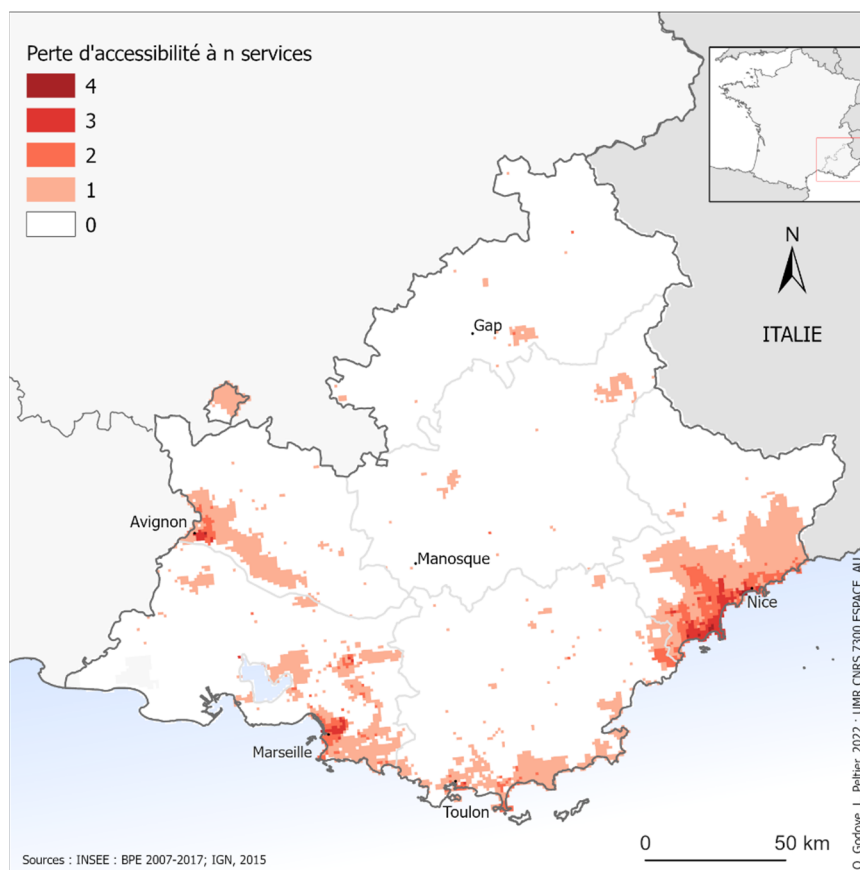 Perte d'accessibilité à n services
4
3
2
1
0
N
ITALIE
Gap
Avignon
Manosque
Nice
Marseille
Toulon
0 50 km
Sources : INSEE : BPE 2007-2017; IGN, 2015
O. Godoye, L. Peltier, 2022 ; UMR CNRS 7300 ESPACE, AU